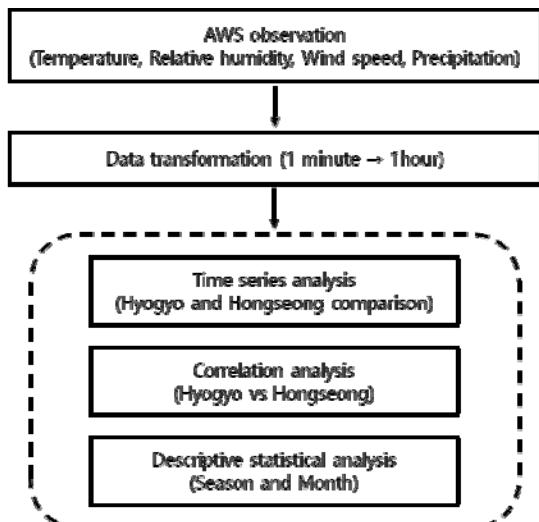 AWS observation
(Temperature, Relative humidity, Wind speed, Precipitation)
Data transformation (1 minute → 1hour)
Time series analysis
(Hyogyo and Hongseong comparison)
Correlation analysis
(Hyogyo vs Hongseong)
Descriptive statistical analysis
(Season and Month)